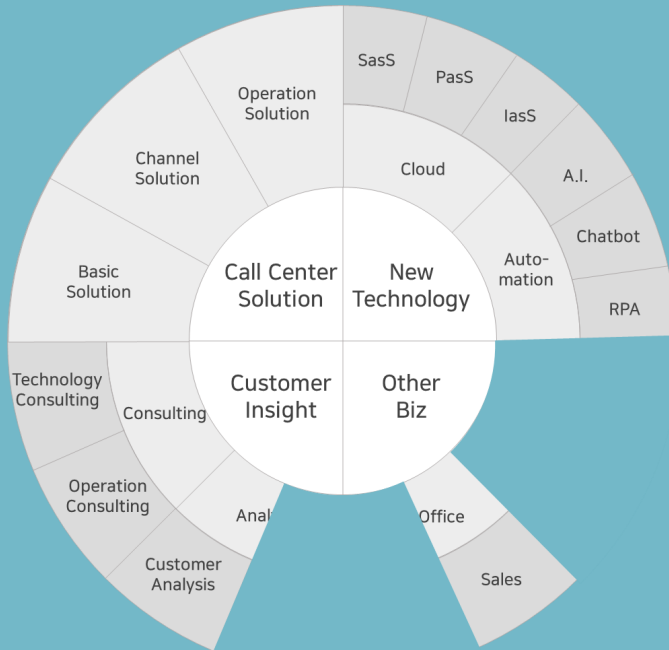 Operation
Solution
Channel
Solution
Basic
Solution
Call Center
Solution
SasS
PasS
IasS
Cloud
A.I.
Chatbot
RPA
Auto-
mation
New
Technology
Technology
Consulting
Consulting
Operation
Consulting
Customer
Analysis
Anal
Customer
Insight
Other
Biz
Office
Sales